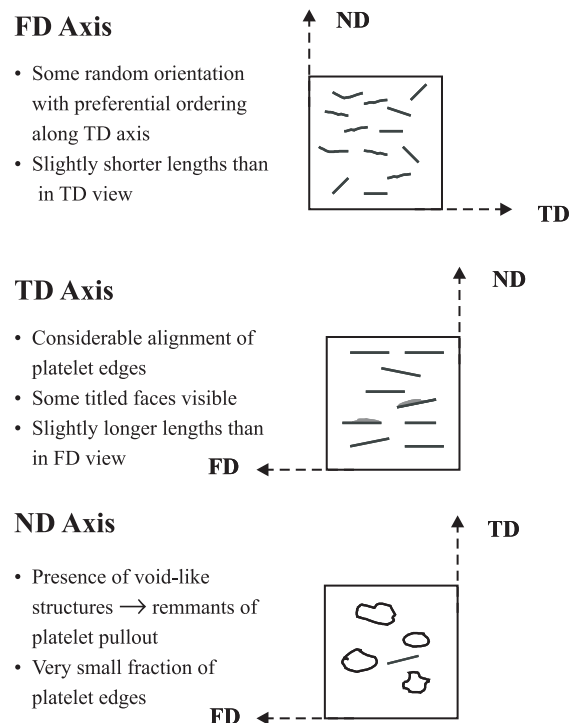 FD Axis
• Some random orientation
with preferential ordering
along TD axis
• Slightly shorter lengths than
in TD view
ND
TD
TD Axis
• Considerable alignment of
platelet edges
• Some titled faces visible
• Slightly longer lengths than
in FD view
ND
FD
ND Axis
• Presence of void-like
structures → remnants of
platelet pullout
• Very small fraction of
platelet edges
TD
FD